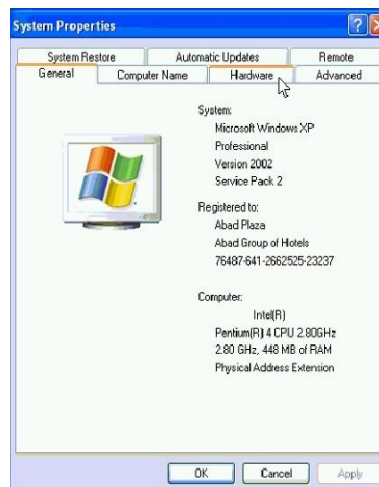 System Properties
System Restore Automatic Updates Remote
General Computer Name Hardware Advanced
System:
Microsoft Windows XP
Professional
Version 2002
Service Pack 2
Registered to:
Abad Plaza
Abad Group of Hotels
76487-641-2662525-23237
Computer:
Intel(R)
Pentium(R) 4 CPU 2.80GHz
2.80 GHz, 448 MB of RAM
Physical Address Extension
OK Cancel Apply